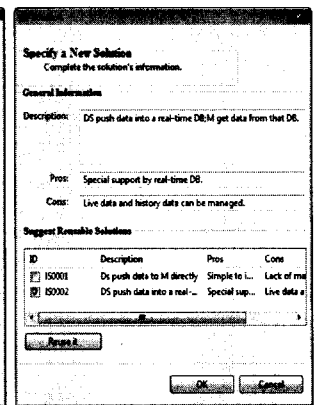 Specify a New Solution
Complete the solution's information.
General Information
Description: DS push data into a real-time DB;M get data from that DB.
Pros: Special support by real-time DB.
Cons: Live data and history data can be managed.
Suggest Reusable Solutions
ID Description Pros Cons
IS0001 Ds push data to M directly Simple to i... Lack of ma
IS0002 DS push data into a real-... Special sup... Live data a
Reuse it
OK Cancel